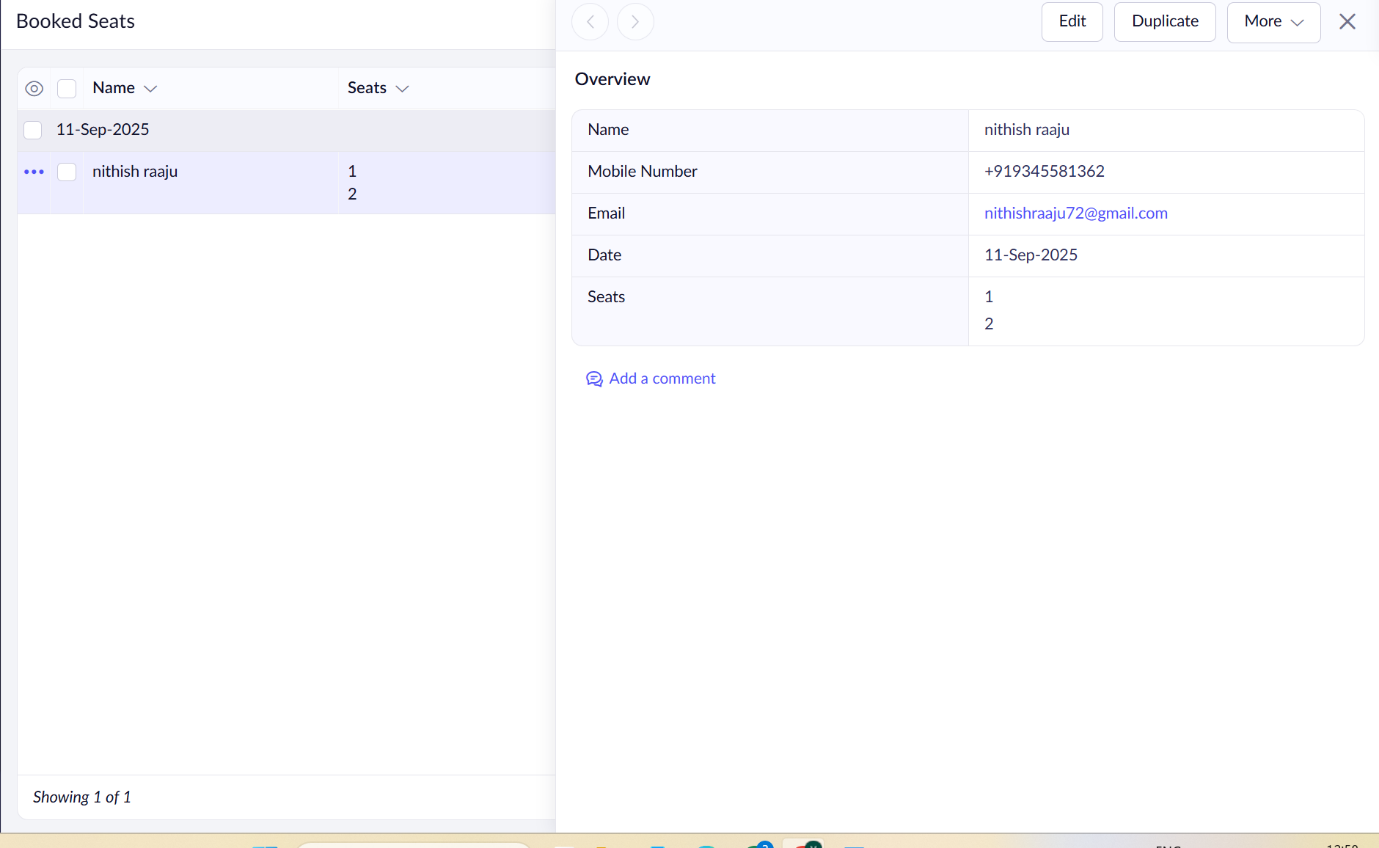 Booked Seats
Edit
Duplicate
More
Overview
Name Seats
11-Sep-2025
nithish raaju 1
2
Showing 1 of 1
Name nithish raaju
Mobile Number +919345581362
Email nithishraaju72@gmail.com
Date 11-Sep-2025
Seats 1
2
Add a comment